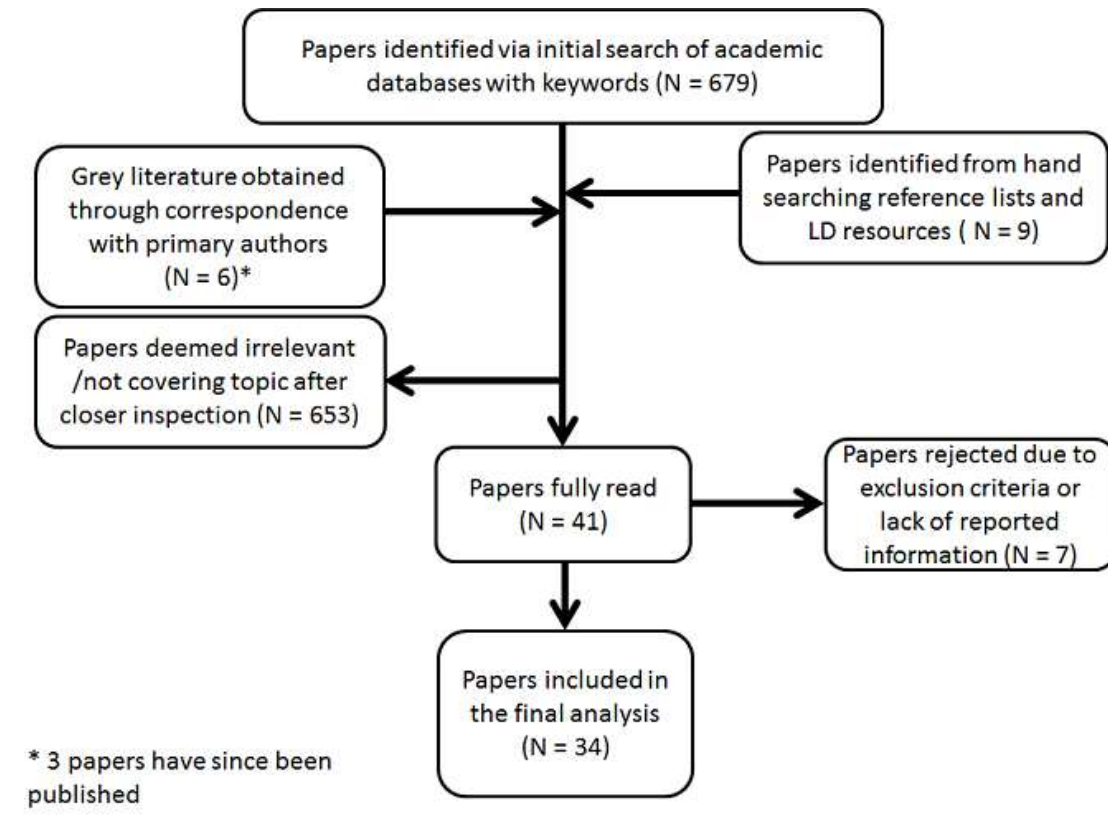 Papers identified via initial search of academic
databases with keywords (N = 679)
Grey literature obtained
through correspondence
with primary authors
(N = 6)*
Papers identified from hand
searching reference lists and
LD resources ( N = 9)
Papers deemed irrelevant
/not covering topic after
closer inspection (N = 653)
Papers fully read
(N = 41)
Papers rejected due to
exclusion criteria or
lack of reported
information (N = 7)
Papers included in
the final analysis
(N = 34)
* 3 papers have since been
published